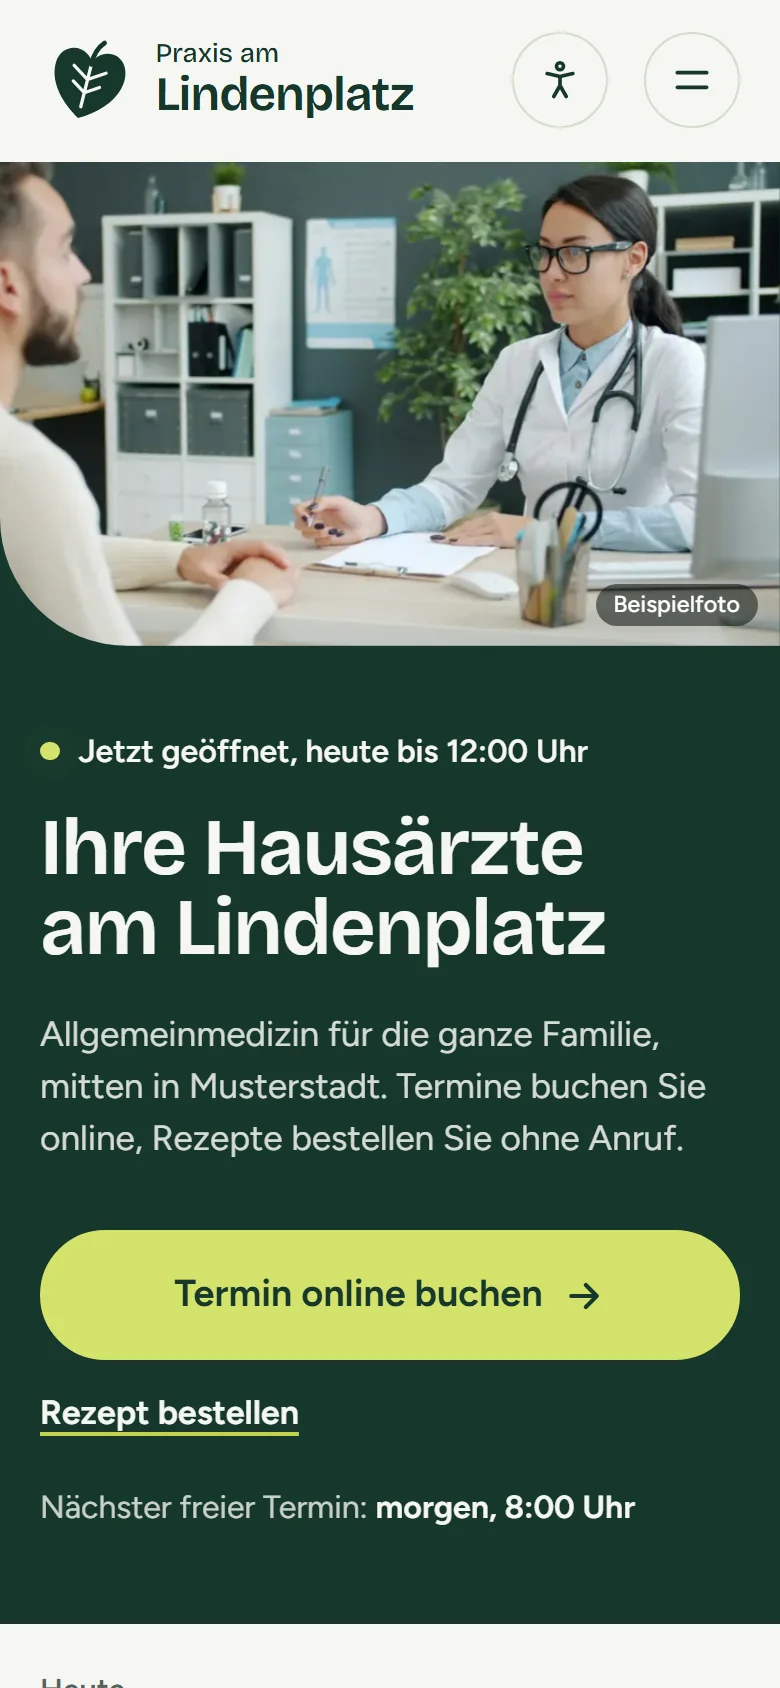 Praxis am
Lindenplatz
Beispielfoto
Jetzt geöffnet, heute bis 12:00 Uhr
Ihre Hausärzte
am Lindenplatz
Allgemeinmedizin für die ganze Familie,
mitten in Musterstadt. Termine buchen Sie
online, Rezepte bestellen Sie ohne Anruf.
Termin online buchen
Rezept bestellen
Nächster freier Termin: morgen, 8:00 Uhr
Heute